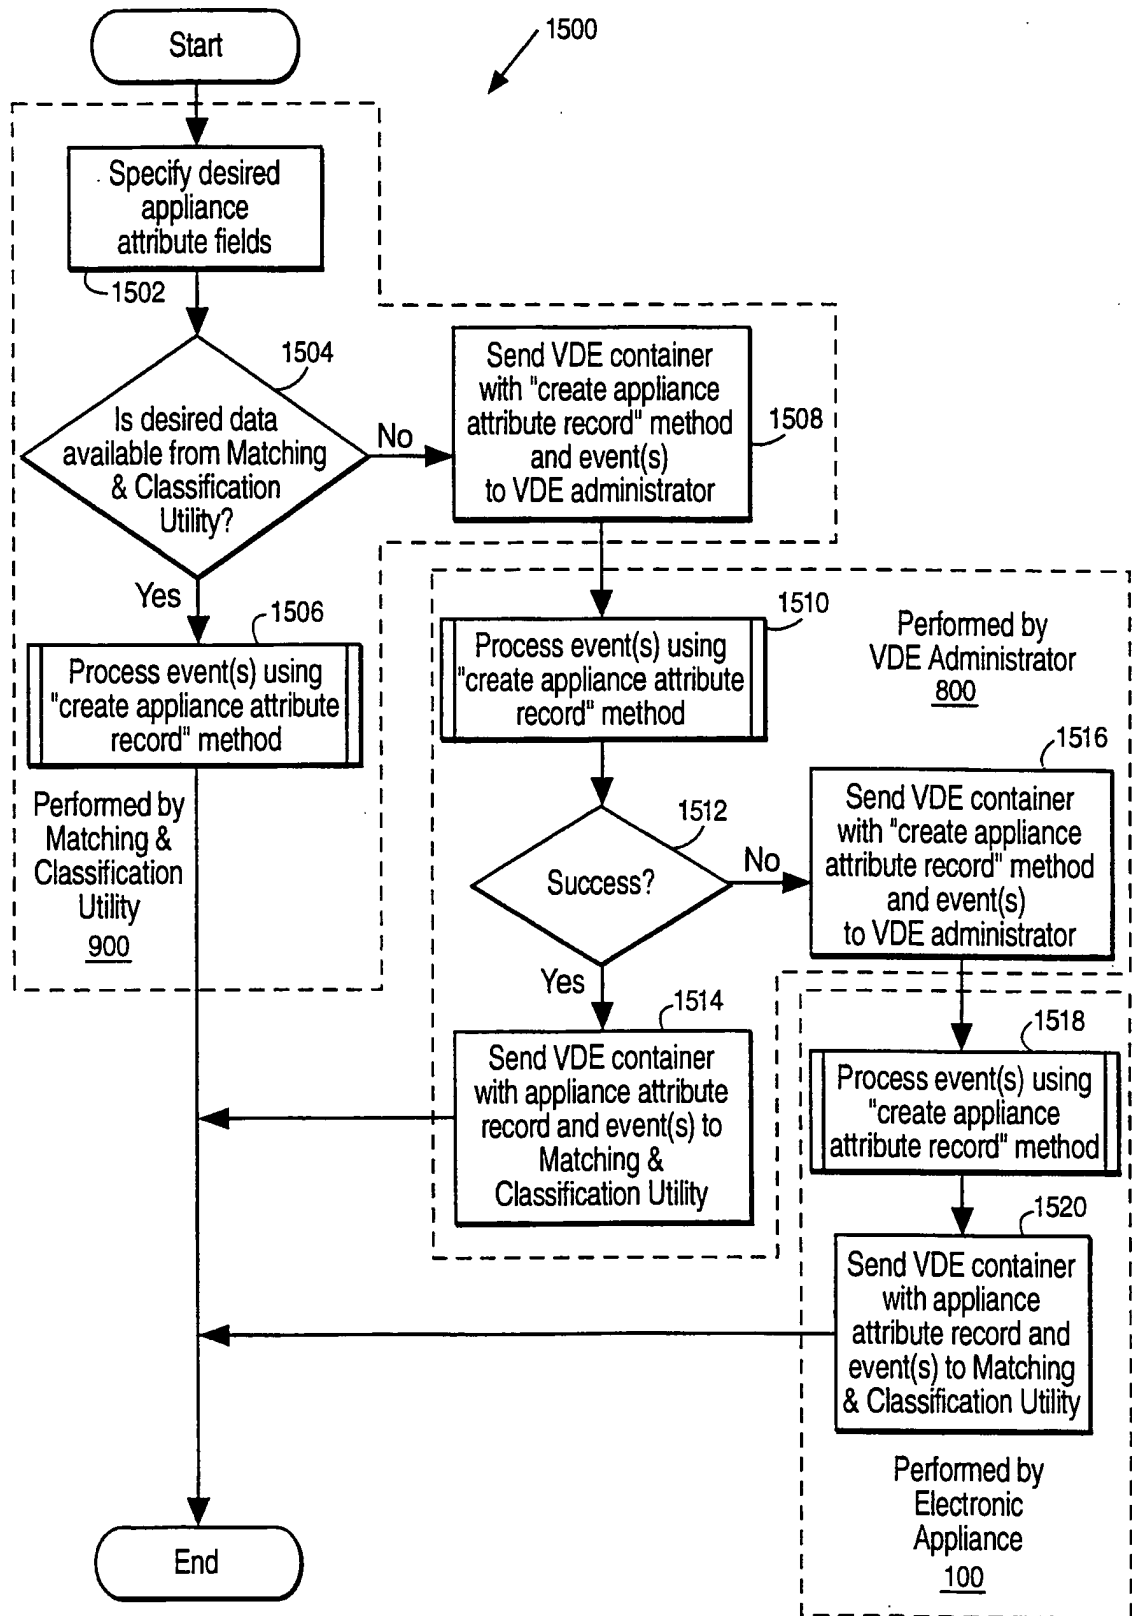 Start
1500
Specify desired
appliance
attribute fields
1502
1504
Is desired data
available from Matching
& Classification
Utility?
No
Yes
Send VDE container
with "create appliance
attribute record" method
and event(s)
to VDE administrator
1508
1506
Process event(s) using
"create appliance attribute
record" method
Performed by
Matching &
Classification
Utility
900
1510
Process event(s) using
"create appliance attribute
record" method
Performed by
VDE Administrator
800
1512
Success?
No
Yes
1516
Send VDE container
with "create appliance
attribute record" method
and event(s)
to VDE administrator
1514
Send VDE container
with appliance attribute
record and event(s) to
Matching &
Classification Utility
1518
Process event(s) using
"create appliance
attribute record" method
1520
Send VDE container
with appliance
attribute record and
event(s) to Matching
& Classification Utility
Performed by
Electronic
Appliance
100
End